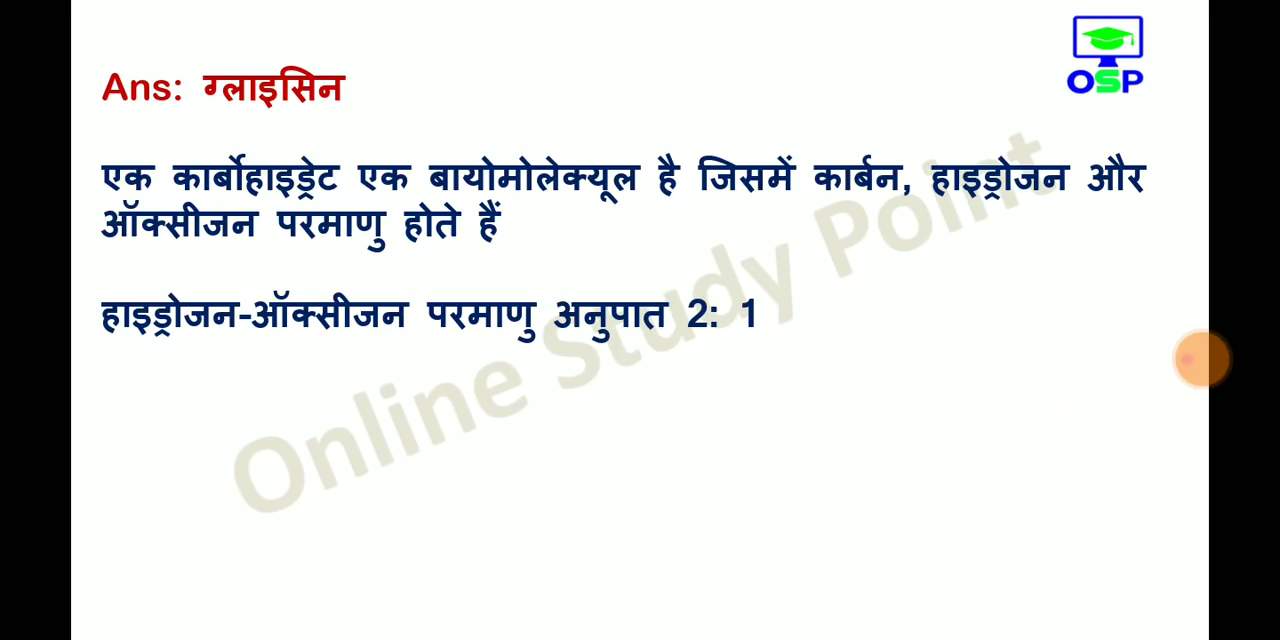 OSP
Ans: ग्लाइसिन
एक कार्बोहाइड्रेट एक बायोमोलेक्यूल है जिसमें कार्बन, हाइड्रोजन और
ऑक्सीजन परमाणु होते हैं
हाइड्रोजन-ऑक्सीजन परमाणु अनुपात 2: 1
Online Study Point